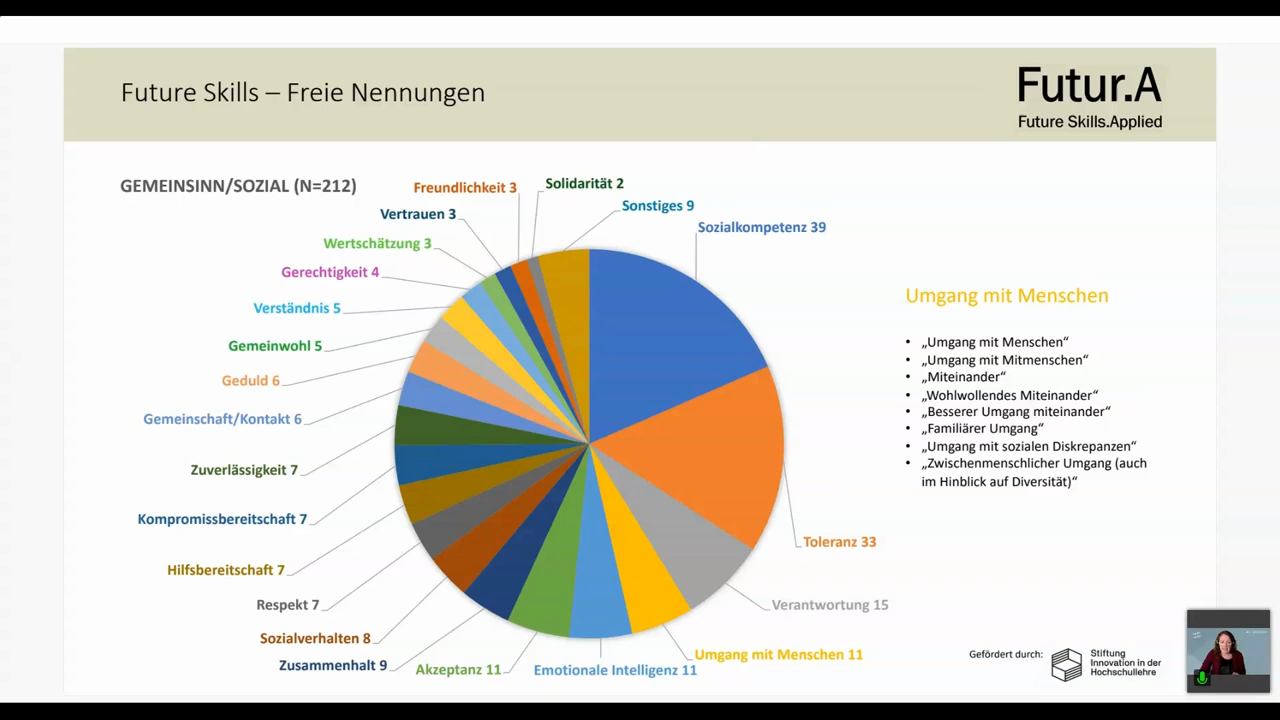 Future Skills – Freie Nennungen
Futur.A
Future Skills.Applied
GEMEINSINN/SOZIAL (N=212)
Freundlichkeit 3
Solidarität 2
Vertrauen 3
Sonstiges 9
Wertschätzung 3
Sozialkompetenz 39
Gerechtigkeit 4
Verständnis 5
Gemeinwohl 5
Geduld 6
Gemeinschaft/Kontakt 6
Zuverlässigkeit 7
Kompromissbereitschaft 7
Hilfsbereitschaft 7
Respekt 7
Sozialverhalten 8
Zusammenhalt 9
Akzeptanz 11
Emotionale Intelligenz 11
Umgang mit Menschen 11
Verantwortung 15
Toleranz 33
Umgang mit Menschen
• „Umgang mit Menschen“
• „Umgang mit Mitmenschen“
• „Miteinander“
• „Wohlwollendes Miteinander“
• „Besserer Umgang miteinander“
• „Familiärer Umgang“
• „Umgang mit sozialen Diskrepanzen“
• „Zwischenmenschlicher Umgang (auch
im Hinblick auf Diversität)“
Gefördert durch:
Stiftung
Innovation in der
Hochschullehre